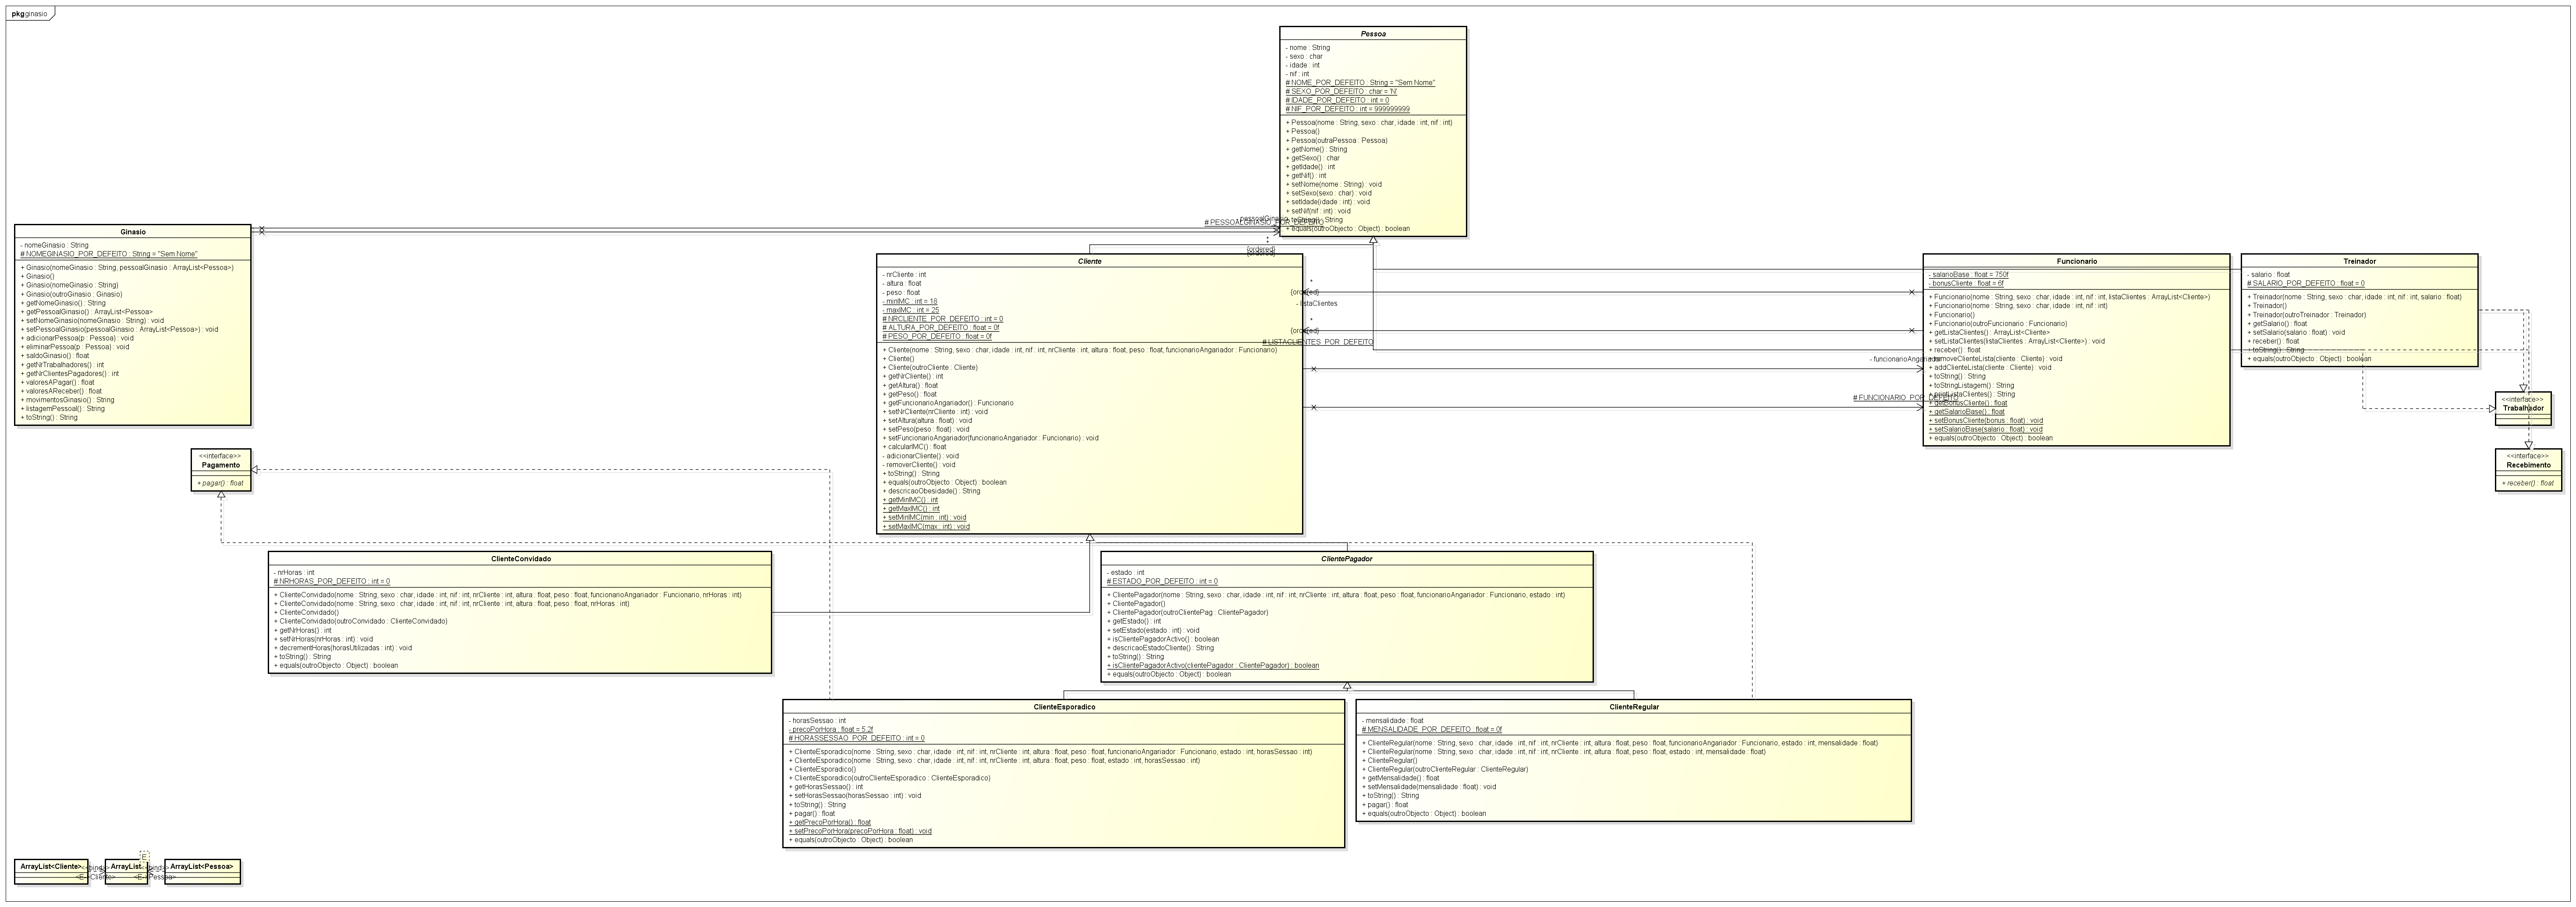 pkg ginasio
Pessoa
- nome : String
- sexo : char
- idade : int
- nif : int
# NOME_POR_DEFEITO : String = "Sem Nome"
# SEXO_POR_DEFEITO : char = 'N'
# IDADE_POR_DEFEITO : int = 0
# NIF_POR_DEFEITO : int = 999999999
+ Pessoa(nome : String, sexo : char, idade : int, nif : int)
+ Pessoa()
+ Pessoa(outraPessoa : Pessoa)
+ getNome() : String
+ getSexo() : char
+ getIdade() : int
+ getNif() : int
+ setNome(nome : String) : void
+ setSexo(sexo : char) : void
+ setIdade(idade : int) : void
+ setNif(nif : int) : void
+ toString() : String
+ equals(outroObjecto : Object) : boolean
- pessoalGinasio
# PESSOALGINASIO_POR_DEFEITO
*
*
{ordered}
{ordered}
Ginasio
- nomeGinasio : String
# NOMEGINASIO_POR_DEFEITO : String = "Sem Nome"
+ Ginasio(nomeGinasio : String, pessoalGinasio : ArrayList<Pessoa>)
+ Ginasio()
+ Ginasio(nomeGinasio : String)
+ Ginasio(outroGinasio : Ginasio)
+ getNomeGinasio() : String
+ getPessoalGinasio() : ArrayList<Pessoa>
+ setNomeGinasio(nomeGinasio : String) : void
+ setPessoalGinasio(pessoalGinasio : ArrayList<Pessoa>) : void
+ adicionarPessoa(p : Pessoa) : void
+ eliminarPessoa(p : Pessoa) : void
+ saldoGinasio() : float
+ getNrTrabalhadores() : int
+ getNrClientesPagadores() : int
+ valoresAPagar() : float
+ valoresAReceber() : float
+ movimentosGinasio() : String
+ listagemPessoal() : String
+ toString() : String
Cliente
- nrCliente : int
- altura : float
- peso : float
- minIMC : int = 18
- maxIMC : int = 25
# NRCLIENTE_POR_DEFEITO : int = 0
# ALTURA_POR_DEFEITO : float = 0f
# PESO_POR_DEFEITO : float = 0f
+ Cliente(nome : String, sexo : char, idade : int, nif : int, nrCliente : int, altura : float, peso : float, funcionarioAngariador : Funcionario)
+ Cliente()
+ Cliente(outroCliente : Cliente)
+ getNrCliente() : int
+ getAltura() : float
+ getPeso() : float
+ getFuncionarioAngariador() : Funcionario
+ setNrCliente(nrCliente : int) : void
+ setAltura(altura : float) : void
+ setPeso(peso : float) : void
+ setFuncionarioAngariador(funcionarioAngariador : Funcionario) : void
+ calcularIMC() : float
- adicionarCliente() : void
- removerCliente() : void
+ toString() : String
+ equals(outroObjecto : Object) : boolean
+ descricaoObesidade() : String
+ getMinIMC() : int
+ getMaxIMC() : int
+ setMinIMC(min : int) : void
+ setMaxIMC(max : int) : void
*
{ordered}
- listaClientes
*
{ordered}
# LISTACLIENTES_POR_DEFEITO
- funcionarioAngariador
# FUNCIONARIO_POR_DEFEITO
Funcionario
- salarioBase : float = 750f
- bonusCliente : float = 6f
+ Funcionario(nome : String, sexo : char, idade : int, nif : int, listaClientes : ArrayList<Cliente>)
+ Funcionario(nome : String, sexo : char, idade : int, nif : int)
+ Funcionario()
+ Funcionario(outroFuncionario : Funcionario)
+ getListaClientes() : ArrayList<Cliente>
+ setListaClientes(listaClientes : ArrayList<Cliente>) : void
+ receber() : float
+ removeClienteLista(cliente : Cliente) : void
+ addClienteLista(cliente : Cliente) : void
+ toString() : String
+ toStringListagem() : String
+ printListaClientes() : String
+ getBonusCliente() : float
+ getSalarioBase() : float
+ setBonusCliente(bonus : float) : void
+ setSalarioBase(salario : float) : void
+ equals(outroObjecto : Object) : boolean
Treinador
- salario : float
# SALARIO_POR_DEFEITO : float = 0
+ Treinador(nome : String, sexo : char, idade : int, nif : int, salario : float)
+ Treinador()
+ Treinador(outroTreinador : Treinador)
+ getSalario() : float
+ setSalario(salario : float) : void
+ receber() : float
+ toString() : String
+ equals(outroObjecto : Object) : boolean
<<interface>>
Trabalhador
<<interface>>
Recebimento
+ receber() : float
<<interface>>
Pagamento
+ pagar() : float
ClienteConvidado
- nrHoras : int
# NRHORAS_POR_DEFEITO : int = 0
+ ClienteConvidado(nome : String, sexo : char, idade : int, nif : int, nrCliente : int, altura : float, peso : float, funcionarioAngariador : Funcionario, nrHoras : int)
+ ClienteConvidado(nome : String, sexo : char, idade : int, nif : int, nrCliente : int, altura : float, peso : float, nrHoras : int)
+ ClienteConvidado()
+ ClienteConvidado(outroConvidado : ClienteConvidado)
+ getNrHoras() : int
+ setNrHoras(nrHoras : int) : void
+ decrementHoras(horasUtilizadas : int) : void
+ toString() : String
+ equals(outroObjecto : Object) : boolean
ClientePagador
- estado : int
# ESTADO_POR_DEFEITO : int = 0
+ ClientePagador(nome : String, sexo : char, idade : int, nif : int, nrCliente : int, altura : float, peso : float, funcionarioAngariador : Funcionario, estado : int)
+ ClientePagador()
+ ClientePagador(outroClientePag : ClientePagador)
+ getEstado() : int
+ setEstado(estado : int) : void
+ isClientePagadorActivo() : boolean
+ descricaoEstadoCliente() : String
+ toString() : String
+ isClientePagadorActivo(clientePagador : ClientePagador) : boolean
+ equals(outroObjecto : Object) : boolean
ClienteEsporadico
- horasSessao : int
- precoPorHora : float = 5.2f
# HORASSESSAO_POR_DEFEITO : int = 0
+ ClienteEsporadico(nome : String, sexo : char, idade : int, nif : int, nrCliente : int, altura : float, peso : float, funcionarioAngariador : Funcionario, estado : int, horasSessao : int)
+ ClienteEsporadico(nome : String, sexo : char, idade : int, nif : int, nrCliente : int, altura : float, peso : float, estado : int, horasSessao : int)
+ ClienteEsporadico()
+ ClienteEsporadico(outroClienteEsporadico : ClienteEsporadico)
+ getHorasSessao() : int
+ setHorasSessao(horasSessao : int) : void
+ toString() : String
+ pagar() : float
+ getPrecoPorHora() : float
+ setPrecoPorHora(precoPorHora : float) : void
+ equals(outroObjecto : Object) : boolean
ClienteRegular
- mensalidade : float
# MENSALIDADE_POR_DEFEITO : float = 0f
+ ClienteRegular(nome : String, sexo : char, idade : int, nif : int, nrCliente : int, altura : float, peso : float, funcionarioAngariador : Funcionario, estado : int, mensalidade : float)
+ ClienteRegular(nome : String, sexo : char, idade : int, nif : int, nrCliente : int, altura : float, peso : float, estado : int, mensalidade : float)
+ ClienteRegular()
+ ClienteRegular(outroClienteRegular : ClienteRegular)
+ getMensalidade() : float
+ setMensalidade(mensalidade : float) : void
+ toString() : String
+ pagar() : float
+ equals(outroObjecto : Object) : boolean
E
ArrayList<Cliente>
ArrayList
ArrayList<Pessoa>
<<bind>>
<<bind>>
<E->Cliente>
<E->Pessoa>